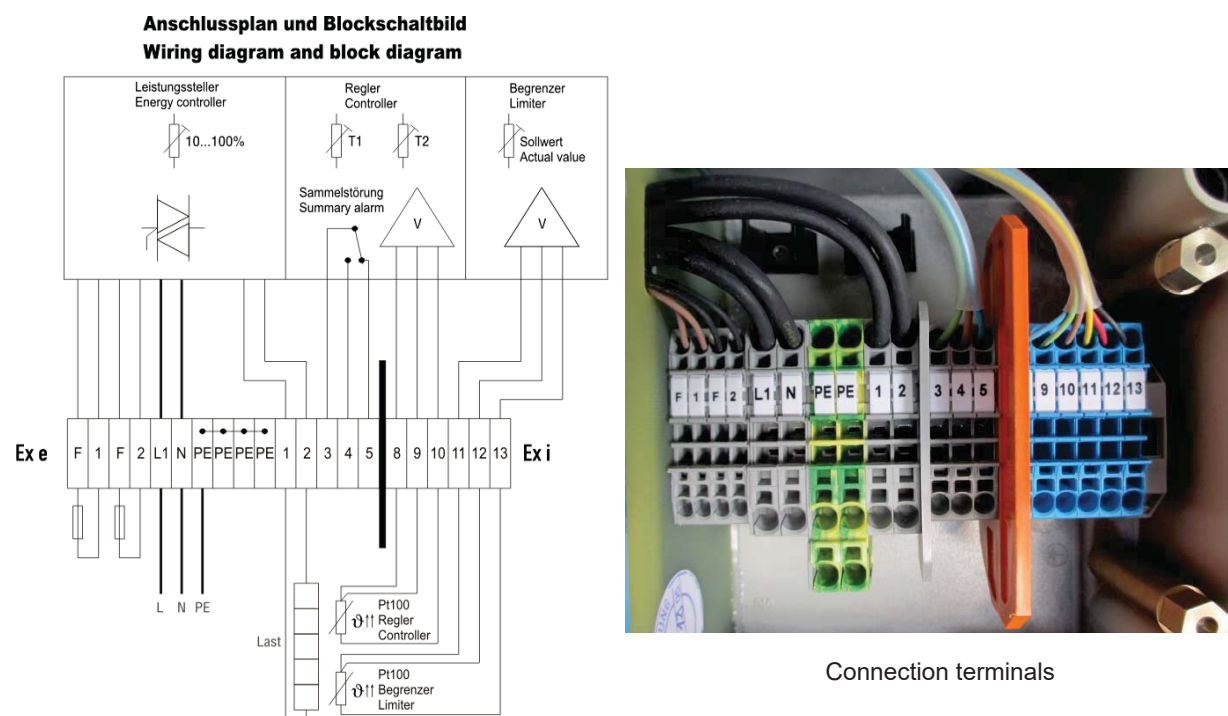 Anschlussplan und Blockschaltbild
Wiring diagram and block diagram
Leistungssteller
Energy controller
10...100%
Regler
Controller
T1
T2
Begrenzer
Limiter
Sollwert
Actual value
Sammelstörung
Summary alarm
V
V
Ex e
F 1 F 2 L1 N PE PE PE PE 1 2 3 4 5 8 9 10 11 12 13
Ex i
L N PE
Last
ϑ↑↑
Pt100
Regler
Controller
ϑ↑↑
Pt100
Begrenzer
Limiter
F 1 F 2 L1 N PE PE 1 2 3 4 5 9 10 11 12 13
Connection terminals